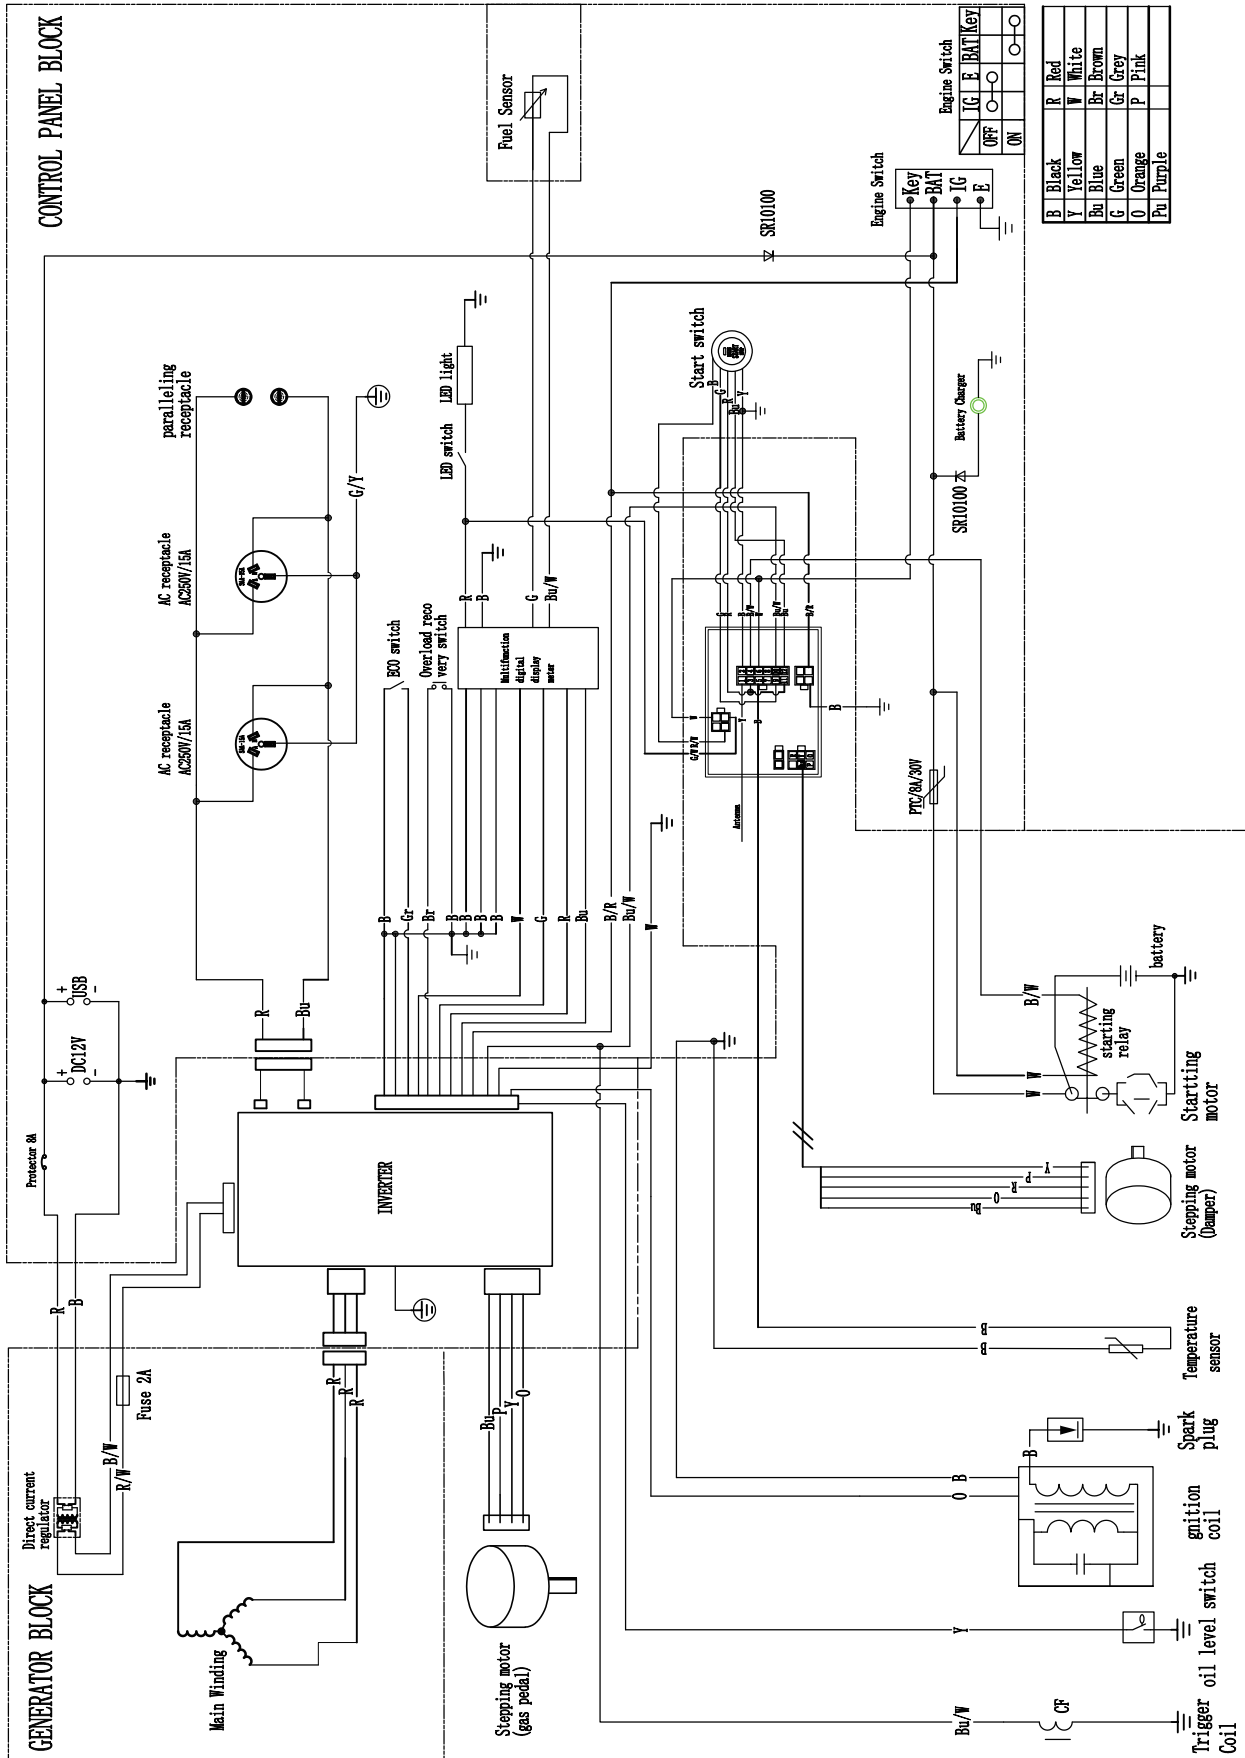 CONTROL PANEL BLOCK
USB
+
-
DC12V
+
-
Protector 8A
R
B
AC receptacle
AC250V/15A
AC receptacle
AC250V/15A
paralleling
receptacle
G/Y
R
Bu
Fuel Sensor
LED light
LED switch
R
B
G
Bu/W
ECO switch
Overload reco
very switch
Multifunction
digital
display
meter
B
Gr
Br
B
B
B
B
W
G
R
Bu
B/R
Bu/W
W
SR10100
Start switch
B
G
R
Bu
Y
G
R
B
B/W
W
Bu/W
Bu
B/R
W
R/W
G/W
Y
B
B
Antenna
Engine Switch
Key
BAT
IG
E
Engine Switch
IG
E
BAT
Key
OFF
ON
B
Black
R
Red
Y
Yellow
W
White
Bu
Blue
Br
Brown
G
Green
Gr
Grey
O
Orange
P
Pink
Pu
Purple
SR10100
Battery Charger
PTC/8A/30V
INVERTER
GENERATOR BLOCK
Direct current
regulator
B/W
R/W
Fuse 2A
Main Winding
R
R
R
Stepping motor
(gas pedal)
Bu
P
Y
O
Trigger
Coil
Bu/W
CF
oil level switch
Y
gnition
coil
O
B
Spark
plug
B
Temperature
sensor
B
B
Stepping motor
(Damper)
Y
P
R
O
Bu
Startting
motor
W
W
B/W
starting
relay
battery